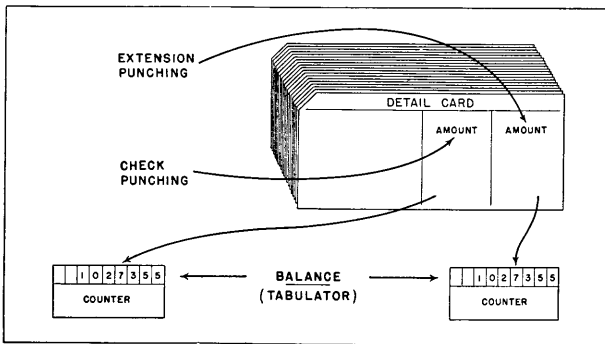 EXTENSION
PUNCHING
DETAIL CARD
AMOUNT
AMOUNT
CHECK
PUNCHING
1 0 2 7 3 5 5
COUNTER
BALANCE
(TABULATOR)
1 0 2 7 3 5 5
COUNTER